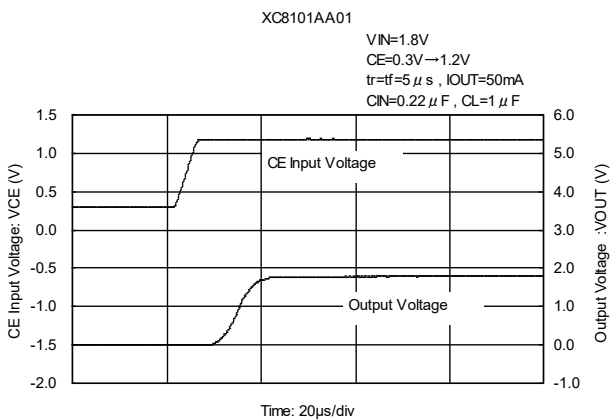 XC8101AA01
VIN=1.8V
CE=0.3V→1.2V
tr=tf=5μs , IOUT=50mA
CIN=0.22μF , CL=1μF
CE Input Voltage: VCE (V)
1.5
1.0
0.5
0.0
-0.5
-1.0
-1.5
-2.0
CE Input Voltage
Output Voltage
6.0
5.0
4.0
3.0
2.0
1.0
0.0
-1.0
Output Voltage :VOUT (V)
Time: 20μs/div